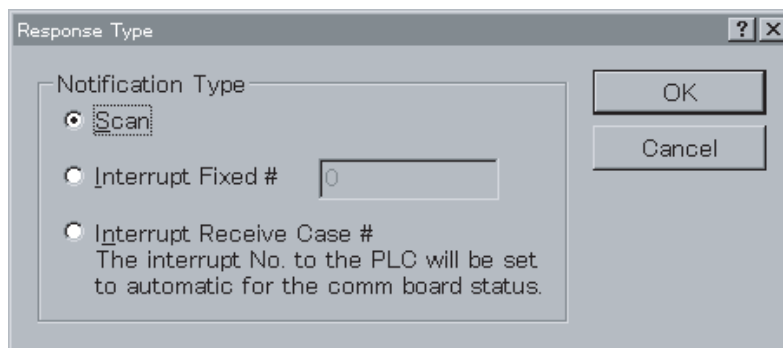 Response Type
? X
Notification Type
Scan
Interrupt Fixed #
0
Interrupt Receive Case #
The interrupt No. to the PLC will be set
to automatic for the comm board status.
OK
Cancel